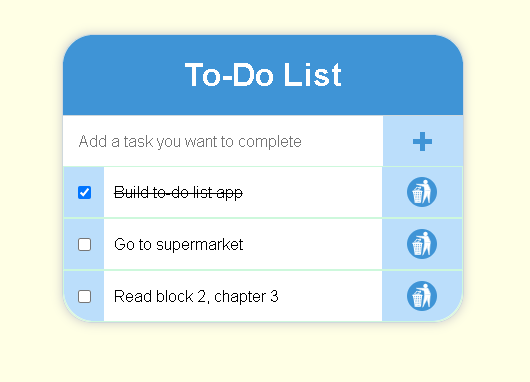 To-Do List
Add a task you want to complete
Build to-do list app
Go to supermarket
Read block 2, chapter 3